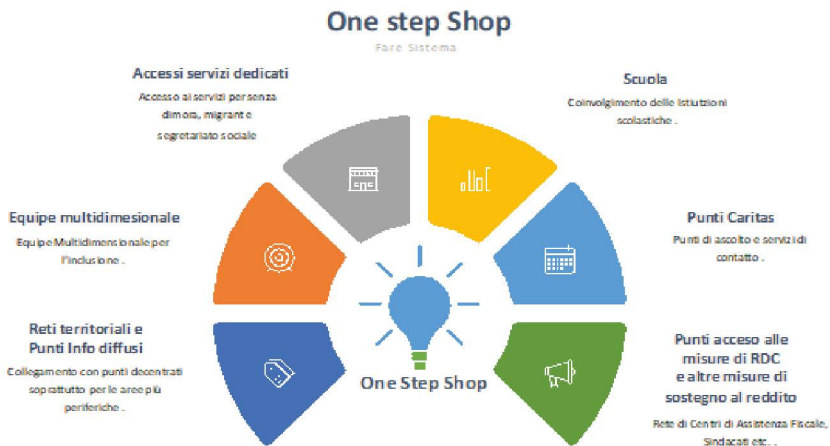 One step Shop
Fare Sistema
Accessi servizi dedicati
Accesso ai servizi per senza
dimora, migrant e
segretariato sociale
Scuola
Coinvolgimento delle Istiutzioni
scolastiche .
Equipe multidimesionale
Equipe Multidimensionale per
l'inclusione .
Punti Caritas
Punti di ascolto e servizi di
contatto .
Reti territoriali e
Punti Info diffusi
Collegamento con punti decentrati
soprattutto per le aree più
periferiche .
One Step Shop
Punti acceso alle
misure di RDC
e altre misure di
sostegno al reddito
Rete di Centri di Assistenza Fiscale,
Sindacati etc. .